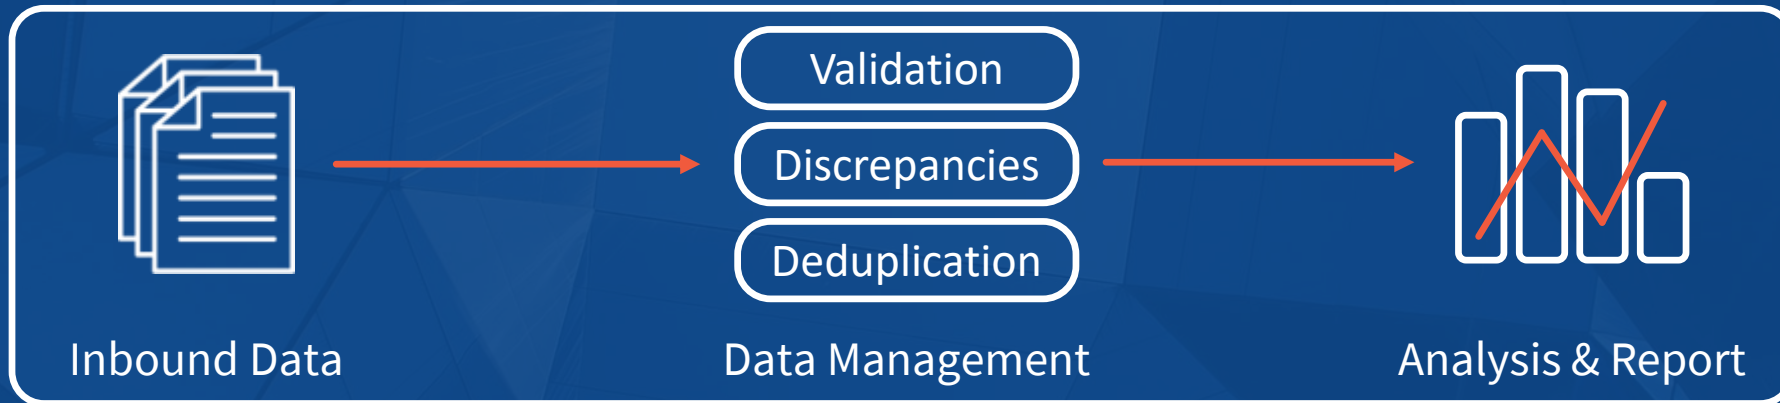 Validation
Discrepancies
Deduplication
Inbound Data
Data Management
Analysis & Report